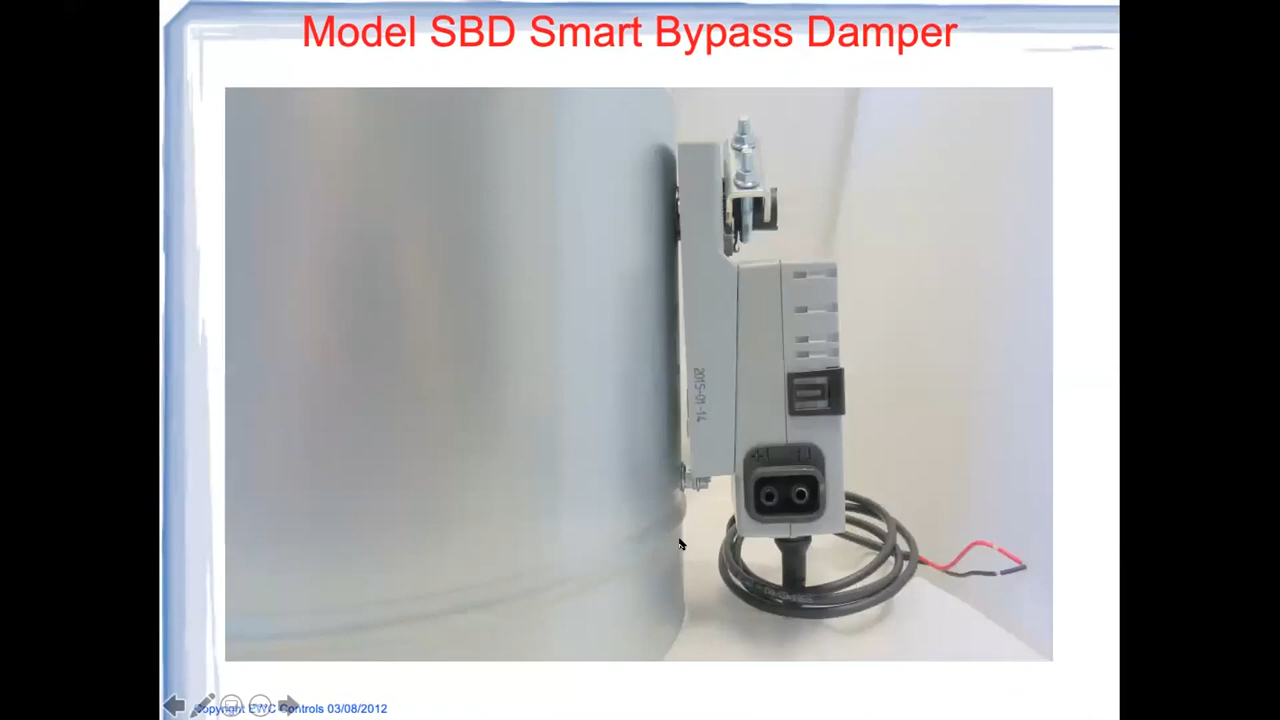 Model SBD Smart Bypass Damper
2015-01-14
+ -
Copyright EWC Controls 03/08/2012